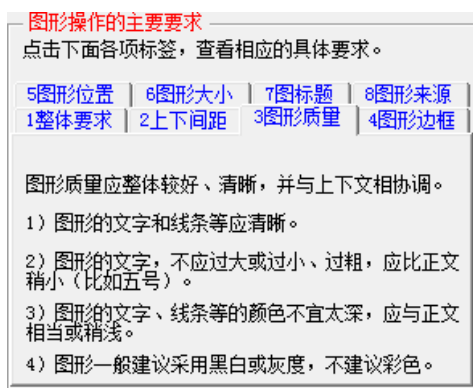 图形操作的主要要求
点击下面各项标签，查看相应的具体要求。
5图形位置 6图形大小 7图标题 8图形来源
1整体要求 2上下间距 3图形质量 4图形边框
图形质量应整体较好、清晰，并与上下文相协调。
1）图形的文字和线条等应清晰。
2）图形的文字，不应过大或过小、过粗，应比正文
稍小（比如五号）。
3）图形的文字、线条等的颜色不宜太深，应与正文
相当或稍浅。
4）图形一般建议采用黑白或灰度，不建议彩色。